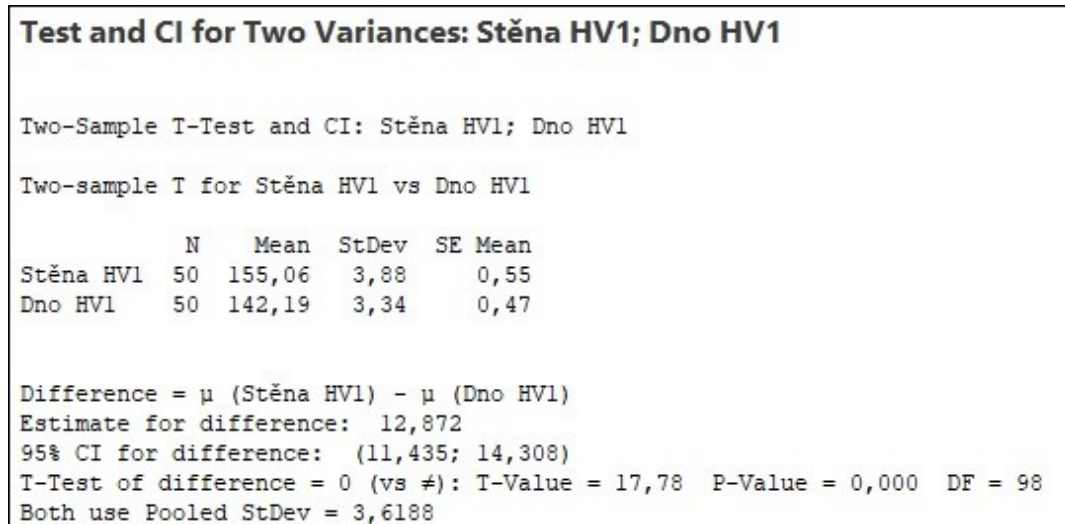 Test and CI for Two Variances: Stěna HV1; Dno HV1
Two-Sample T-Test and CI: Stěna HV1; Dno HV1
Two-sample T for Stěna HV1 vs Dno HV1
N Mean StDev SE Mean
Stěna HV1 50 155,06 3,88 0,55
Dno HV1 50 142,19 3,34 0,47
Difference = μ (Stěna HV1) - μ (Dno HV1)
Estimate for difference: 12,872
95% CI for difference: (11,435; 14,308)
T-Test of difference = 0 (vs ≠): T-Value = 17,78 P-Value = 0,000 DF = 98
Both use Pooled StDev = 3,6188